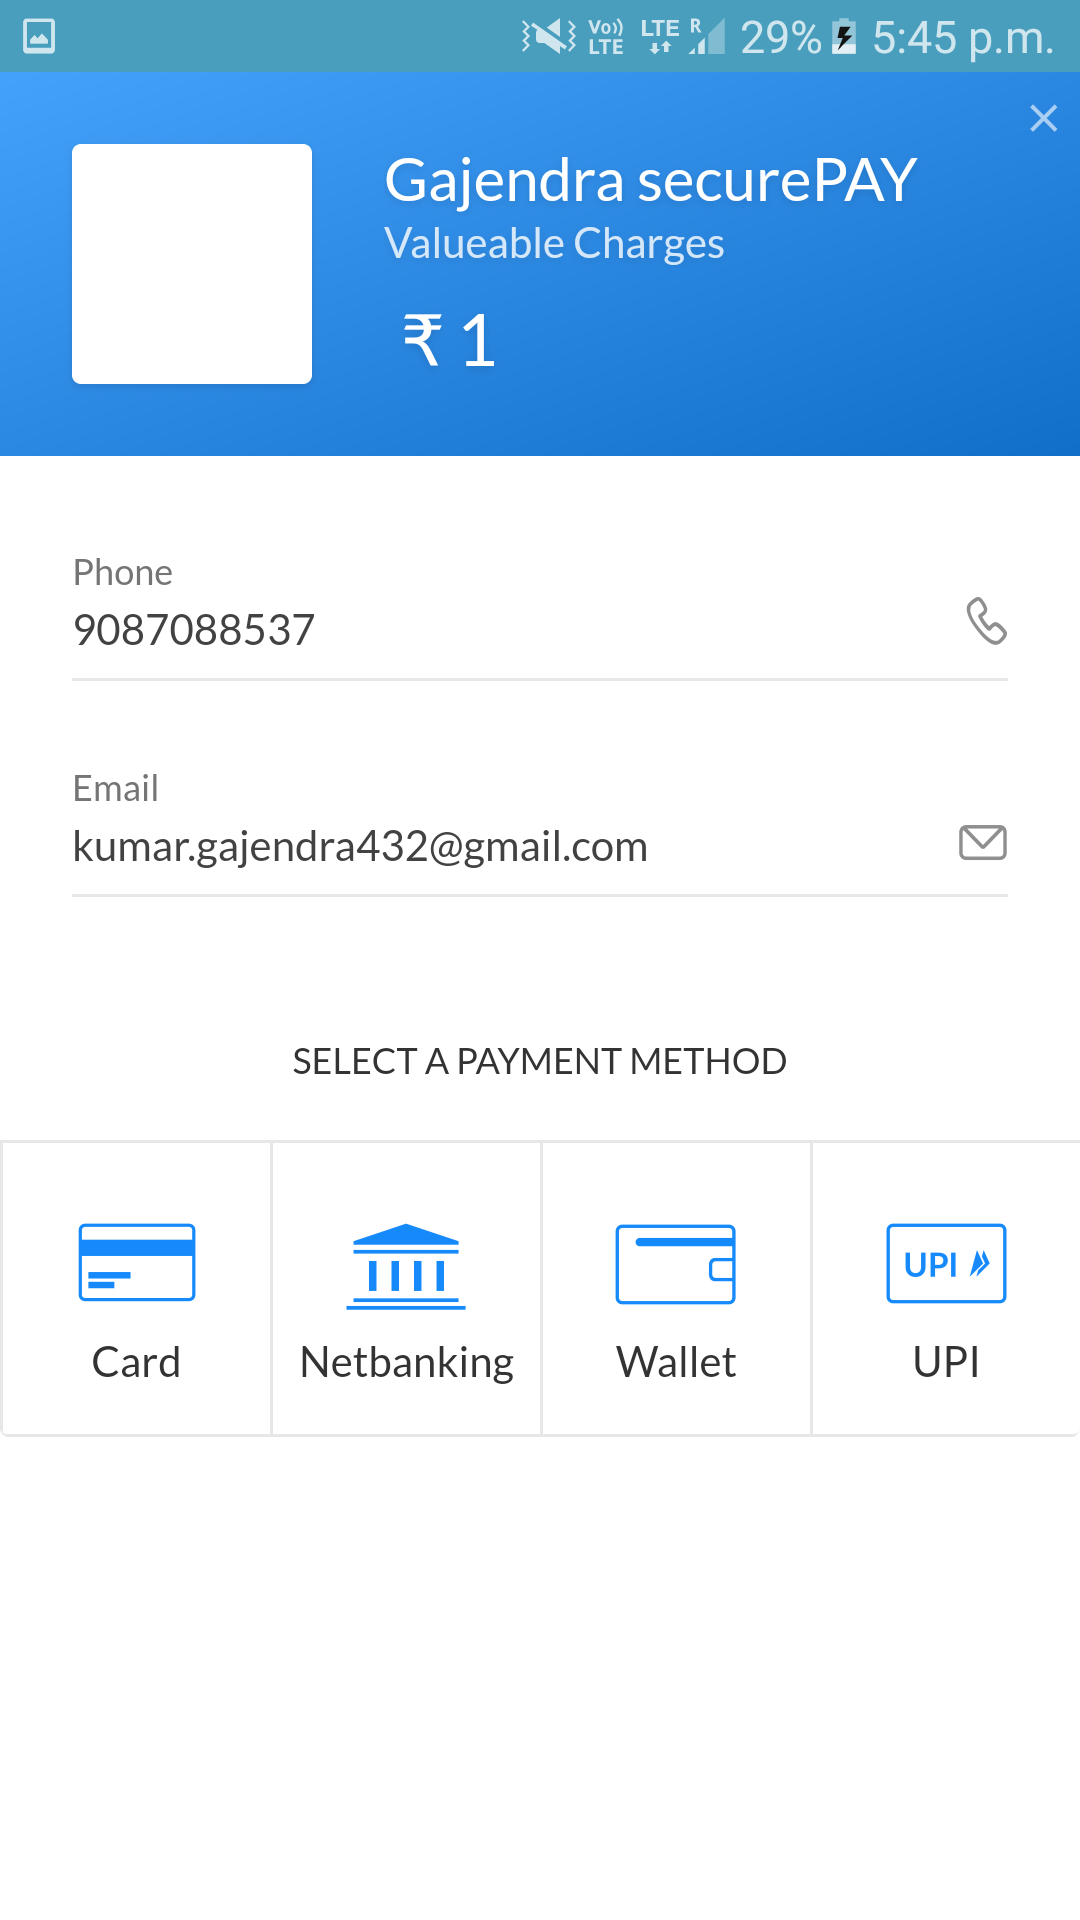 Vo)) LTE LTE R 29% 5:45 p.m.
Gajendra securePAY
Valueable Charges
₹ 1
Phone
9087088537
Email
kumar.gajendra432@gmail.com
SELECT A PAYMENT METHOD
UPI
Card Netbanking Wallet UPI